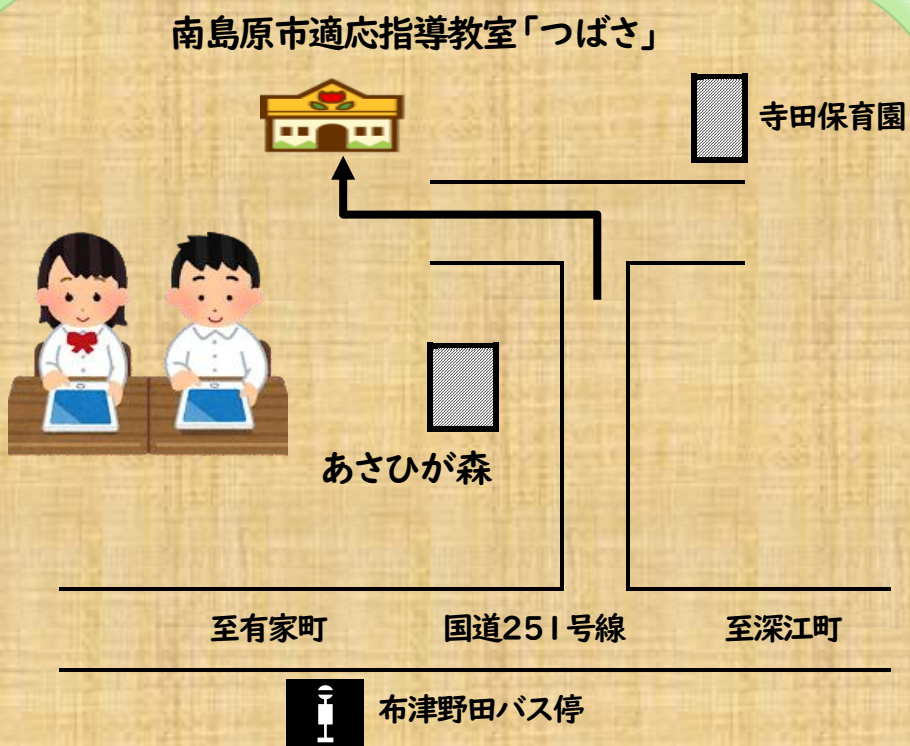 南島原市適応指導教室「つばさ」
寺田保育園
あさひが森
至有家町
国道251号線
至深江町
布津野田バス停